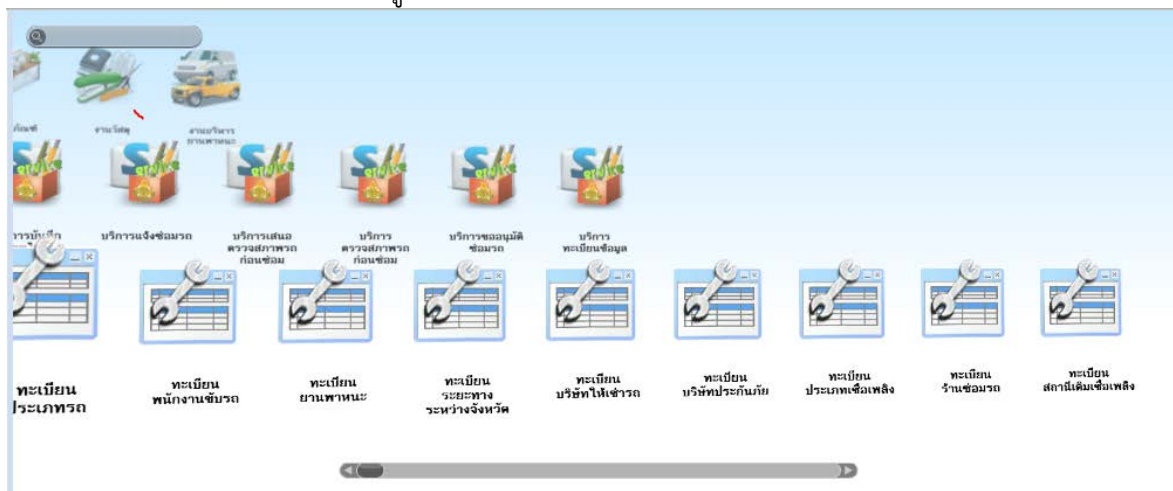 งานวัสดุ
งานบริหาร
ยานพาหนะ
บริการแจ้งซ่อมรถ
บริการเสนอ
ตรวจสภาพรถ
ก่อนซ่อม
บริการ
ตรวจสภาพรถ
ก่อนซ่อม
บริการขออนุมัติ
ซ่อมรถ
บริการ
ทะเบียนข้อมูล
ทะเบียน
ประเภทรถ
ทะเบียน
พนักงานขับรถ
ทะเบียน
ยานพาหนะ
ทะเบียน
ระยะทาง
ระหว่างจังหวัด
ทะเบียน
บริษัทให้เช่ารถ
ทะเบียน
บริษัทประกันภัย
ทะเบียน
ประเภทเชื้อเพลิง
ทะเบียน
ร้านซ่อมรถ
ทะเบียน
สถานีเติมเชื้อเพลิง